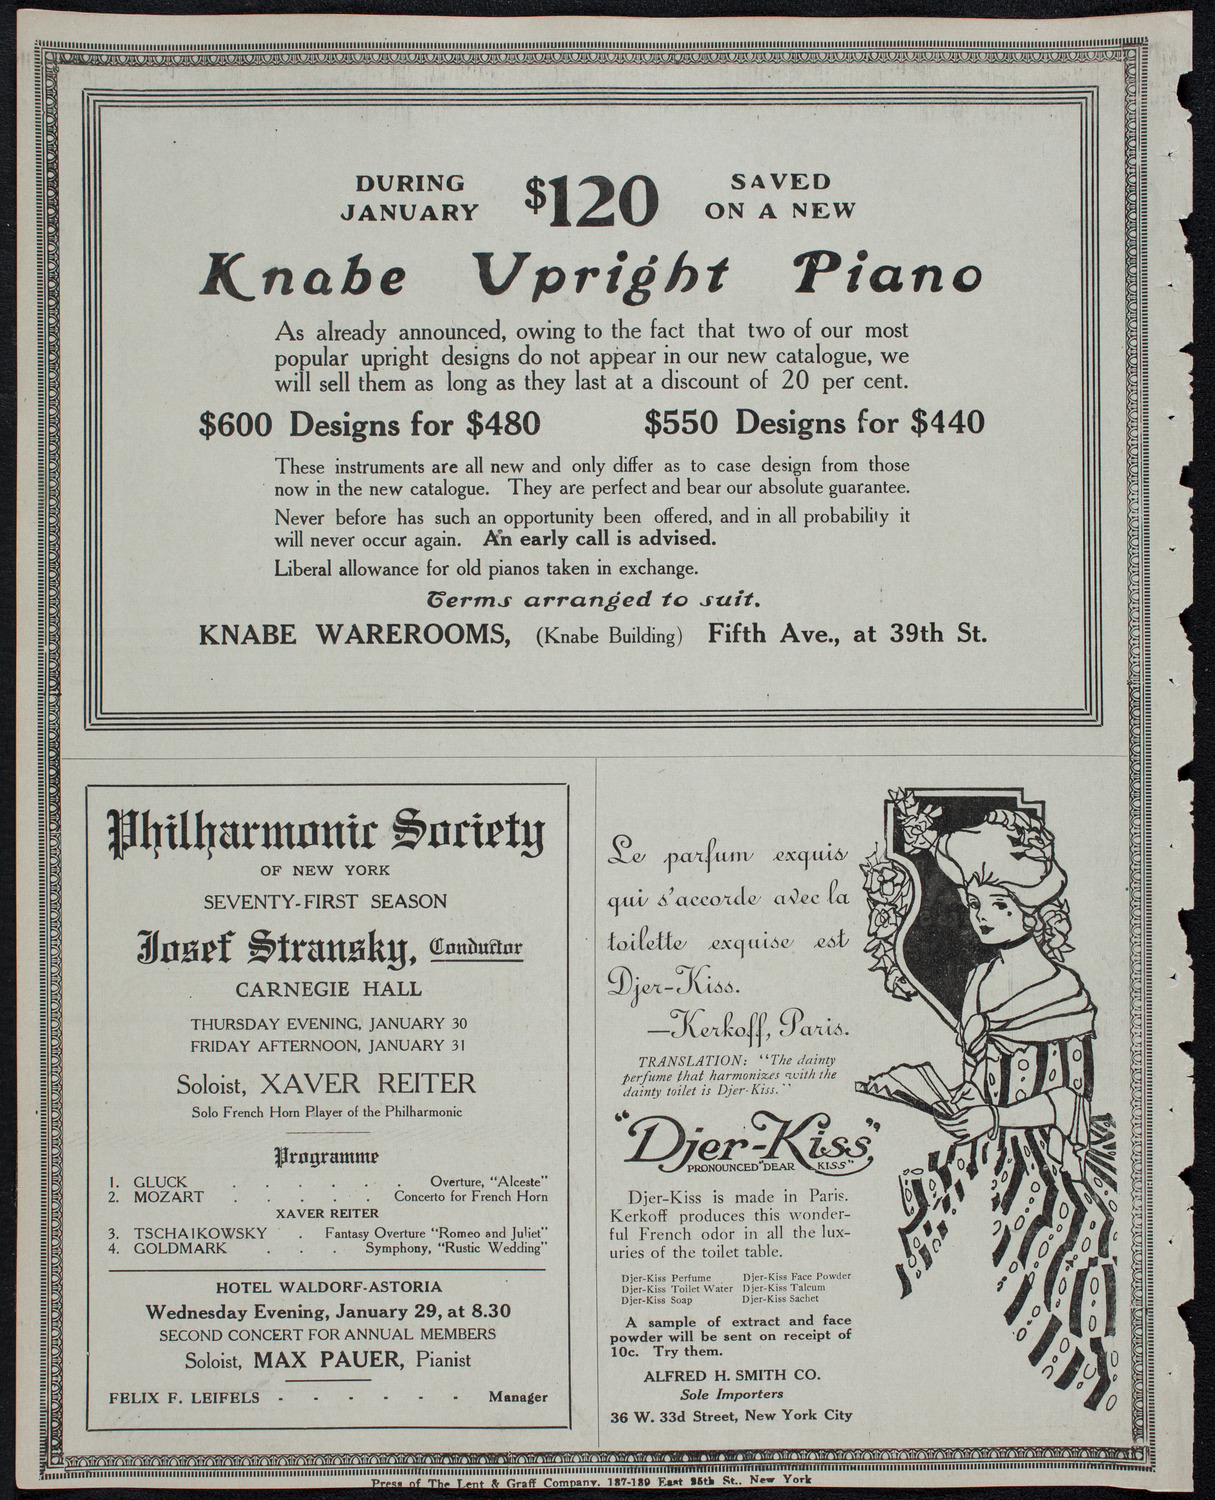 DURING JANUARY $120 SAVED ON A NEW
Knabe Upright Piano
As already announced, owing to the fact that two of our most
popular upright designs do not appear in our new catalogue, we
will sell them as long as they last at a discount of 20 per cent.
$600 Designs for $480 $550 Designs for $440
These instruments are all new and only differ as to case design from those
now in the new catalogue. They are perfect and bear our absolute guarantee.
Never before has such an opportunity been offered, and in all probability it
will never occur again. An early call is advised.
Liberal allowance for old pianos taken in exchange.
Terms arranged to suit.
KNABE WAREROOMS, (Knabe Building) Fifth Ave., at 39th St.
Philharmonic Society
OF NEW YORK
SEVENTY-FIRST SEASON
Josef Stransky, Conductor
CARNEGIE HALL
THURSDAY EVENING, JANUARY 30
FRIDAY AFTERNOON, JANUARY 31
Soloist, XAVER REITER
Solo French Horn Player of the Philharmonic
Programme
1. GLUCK . . . . . . Overture, "Alceste"
2. MOZART . . . . . Concerto for French Horn
XAVER REITER
3. TSCHAIKOWSKY . Fantasy Overture "Romeo and Juliet"
4. GOLDMARK . . . Symphony, "Rustic Wedding"
HOTEL WALDORF-ASTORIA
Wednesday Evening, January 29, at 8.30
SECOND CONCERT FOR ANNUAL MEMBERS
Soloist, MAX PAUER, Pianist
FELIX F. LEIFELS - - - - - - Manager
Le parfum exquis
qui s'accorde avec la
toilette exquise est
Djer-Kiss.
—Kerkoff, Paris.
TRANSLATION: "The dainty
perfume that harmonizes with the
dainty toilet is Djer-Kiss."
"Djer-Kiss"
PRONOUNCED "DEAR KISS"
Djer-Kiss is made in Paris.
Kerkoff produces this wonder-
ful French odor in all the lux-
uries of the toilet table.
Djer-Kiss Perfume Djer-Kiss Face Powder
Djer-Kiss Toilet Water Djer-Kiss Talcum
Djer-Kiss Soap Djer-Kiss Sachet
A sample of extract and face
powder will be sent on receipt of
10c. Try them.
ALFRED H. SMITH CO.
Sole Importers
36 W. 33d Street, New York City
Press of The Lent & Graff Company. 137-139 East 25th St., New York